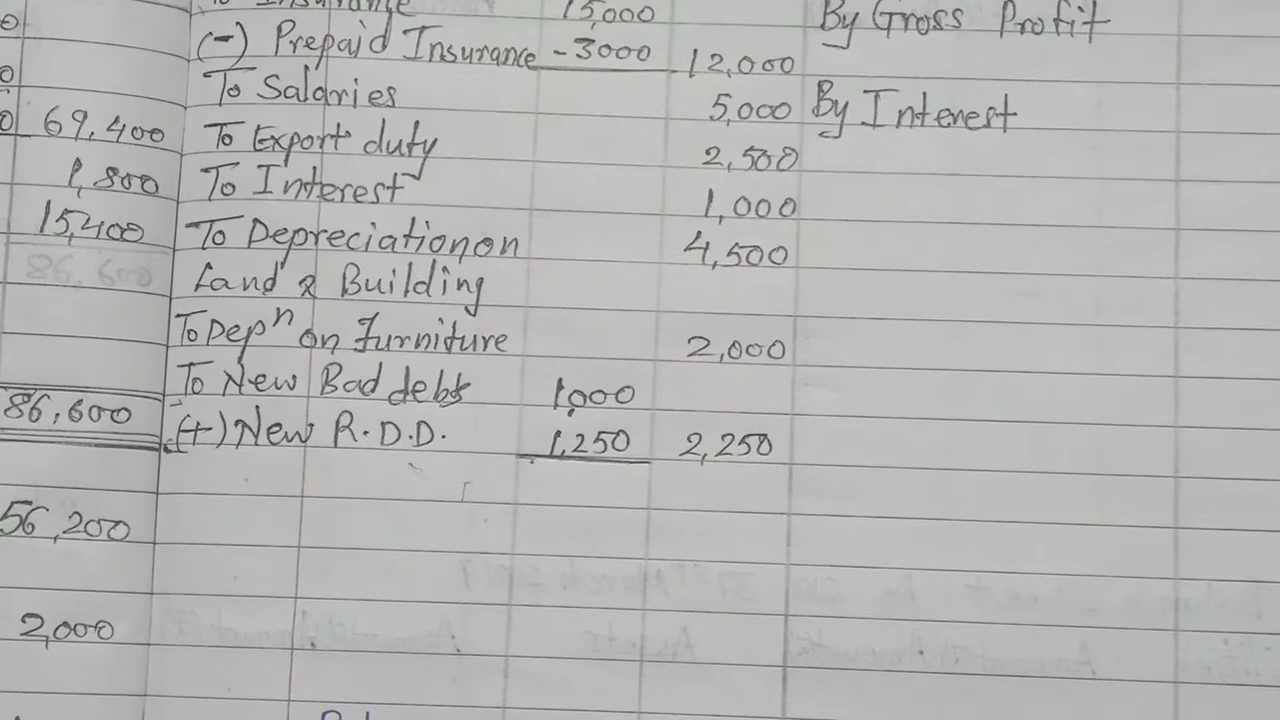 To Insurance 15,000 By Gross Profit
(-) Prepaid Insurance -3000 12,000
To Salaries 5,000 By Interest
69,400 To Export duty 2,500
1,800 To Interest 1,000
15,400 To Depreciation on 4,500
86,600 Land & Building
To Depn on Furniture 2,000
To New Bad debts 1,000
86,600 (+) New R.D.D. 1,250 2,250
56,200
2,000